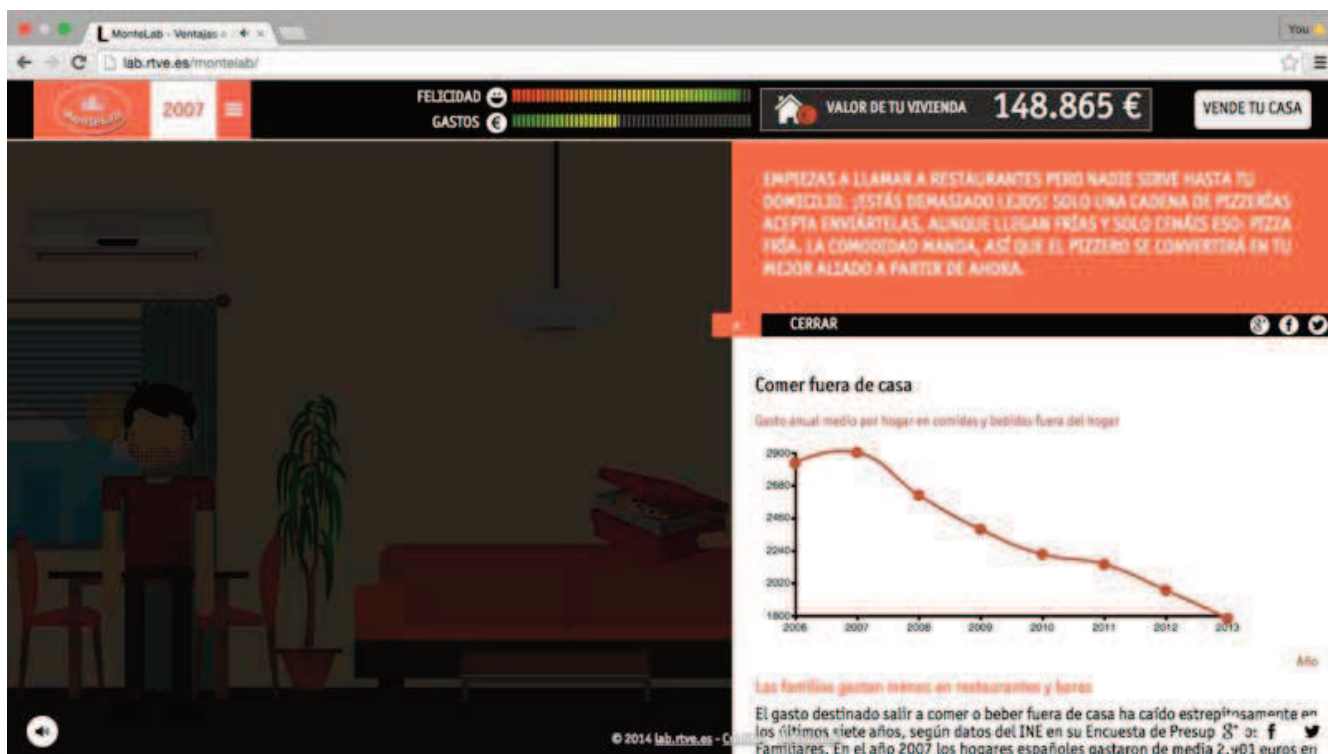 MonteLab - Ventajas
You
lab.rtve.es/montelab/
MonteLab
2007
FELICIDAD
GASTOS €
VALOR DE TU VIVIENDA 148.865 €
VENDE TU CASA
EMPIEZAS A LLAMAR A RESTAURANTES PERO NADIE SIRVE HASTA TU
DOMICILIO. ¡ESTÁS DEMASIADO LEJOS! SOLO UNA CADENA DE PIZZERÍAS
ACEPTA ENVIÁRTELAS, AUNQUE LLEGAN FRÍAS Y SOLO CENÁIS ESO: PIZZA
FRÍA. LA COMODIDAD MANDA, ASÍ QUE EL PIZZERO SE CONVERTIRÁ EN TU
MEJOR ALIADO A PARTIR DE AHORA.
x CERRAR
Comer fuera de casa
Gasto anual medio por hogar en comidas y bebidas fuera del hogar
2900
2680
2460
2240
2020
1800
2006 2007 2008 2009 2010 2011 2012 2013
Año
Las familias gastan menos en restaurantes y bares
El gasto destinado salir a comer o beber fuera de casa ha caído estrepitosamente en
los últimos siete años, según datos del INE en su Encuesta de Presup
Familiares. En el año 2007 los hogares españoles gastaron de media euros en
© 2014 lab.rtve.es -